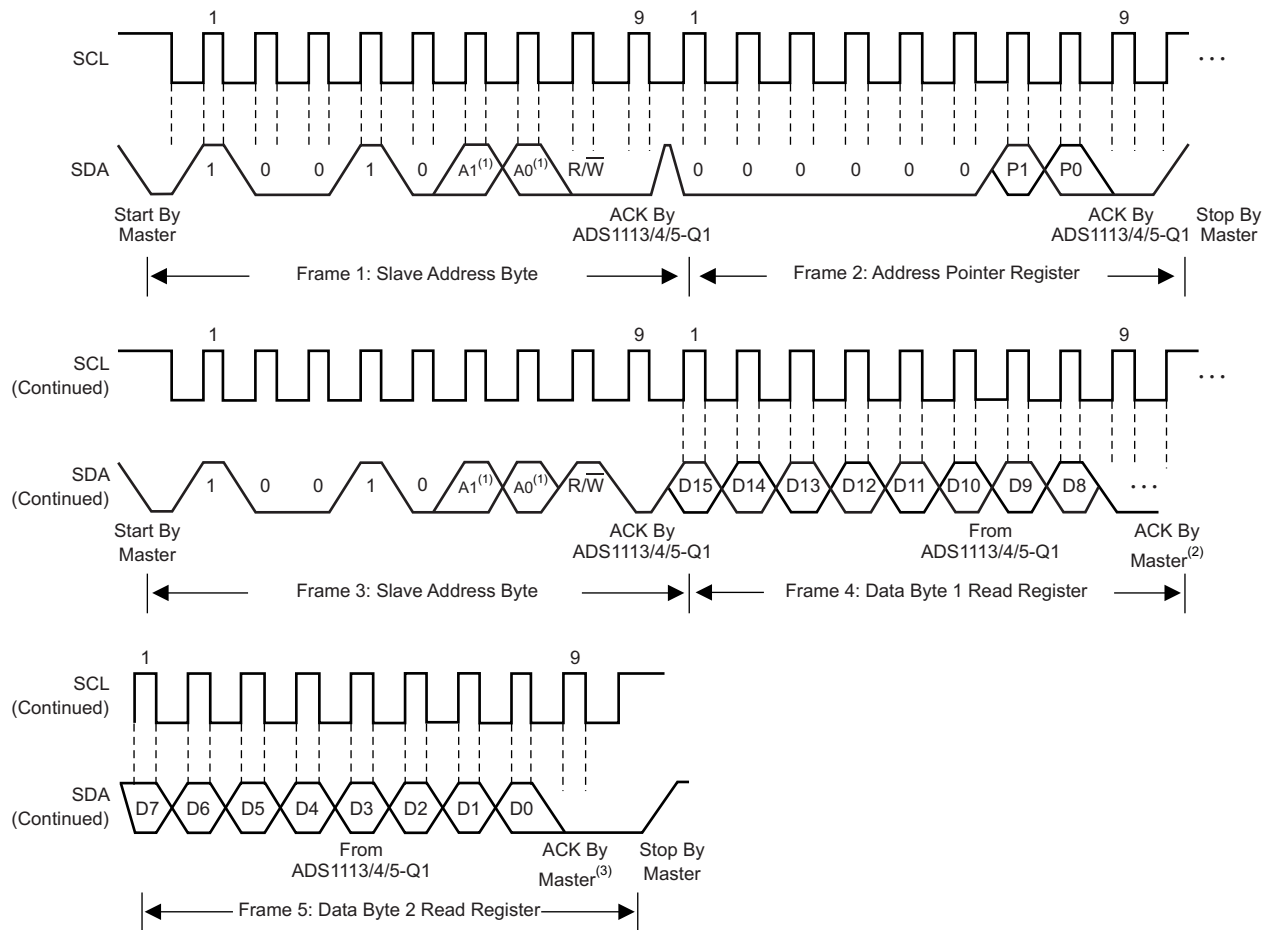 1 9 1 9
SCL
...
SDA
1 0 0 1 0 A1(1) A0(1) R/W 0 0 0 0 0 0 P1 P0
Start By
Master
ACK By
ADS1113/4/5-Q1
ACK By
ADS1113/4/5-Q1
Stop By
Master
Frame 1: Slave Address Byte
Frame 2: Address Pointer Register
1 9 1 9
SCL
(Continued)
...
SDA
(Continued)
1 0 0 1 0 A1(1) A0(1) R/W D15 D14 D13 D12 D11 D10 D9 D8 ...
Start By
Master
ACK By
ADS1113/4/5-Q1
From
ADS1113/4/5-Q1
ACK By
Master(2)
Frame 3: Slave Address Byte
Frame 4: Data Byte 1 Read Register
1 9
SCL
(Continued)
SDA
(Continued)
D7 D6 D5 D4 D3 D2 D1 D0
From
ADS1113/4/5-Q1
ACK By
Master(3)
Stop By
Master
Frame 5: Data Byte 2 Read Register